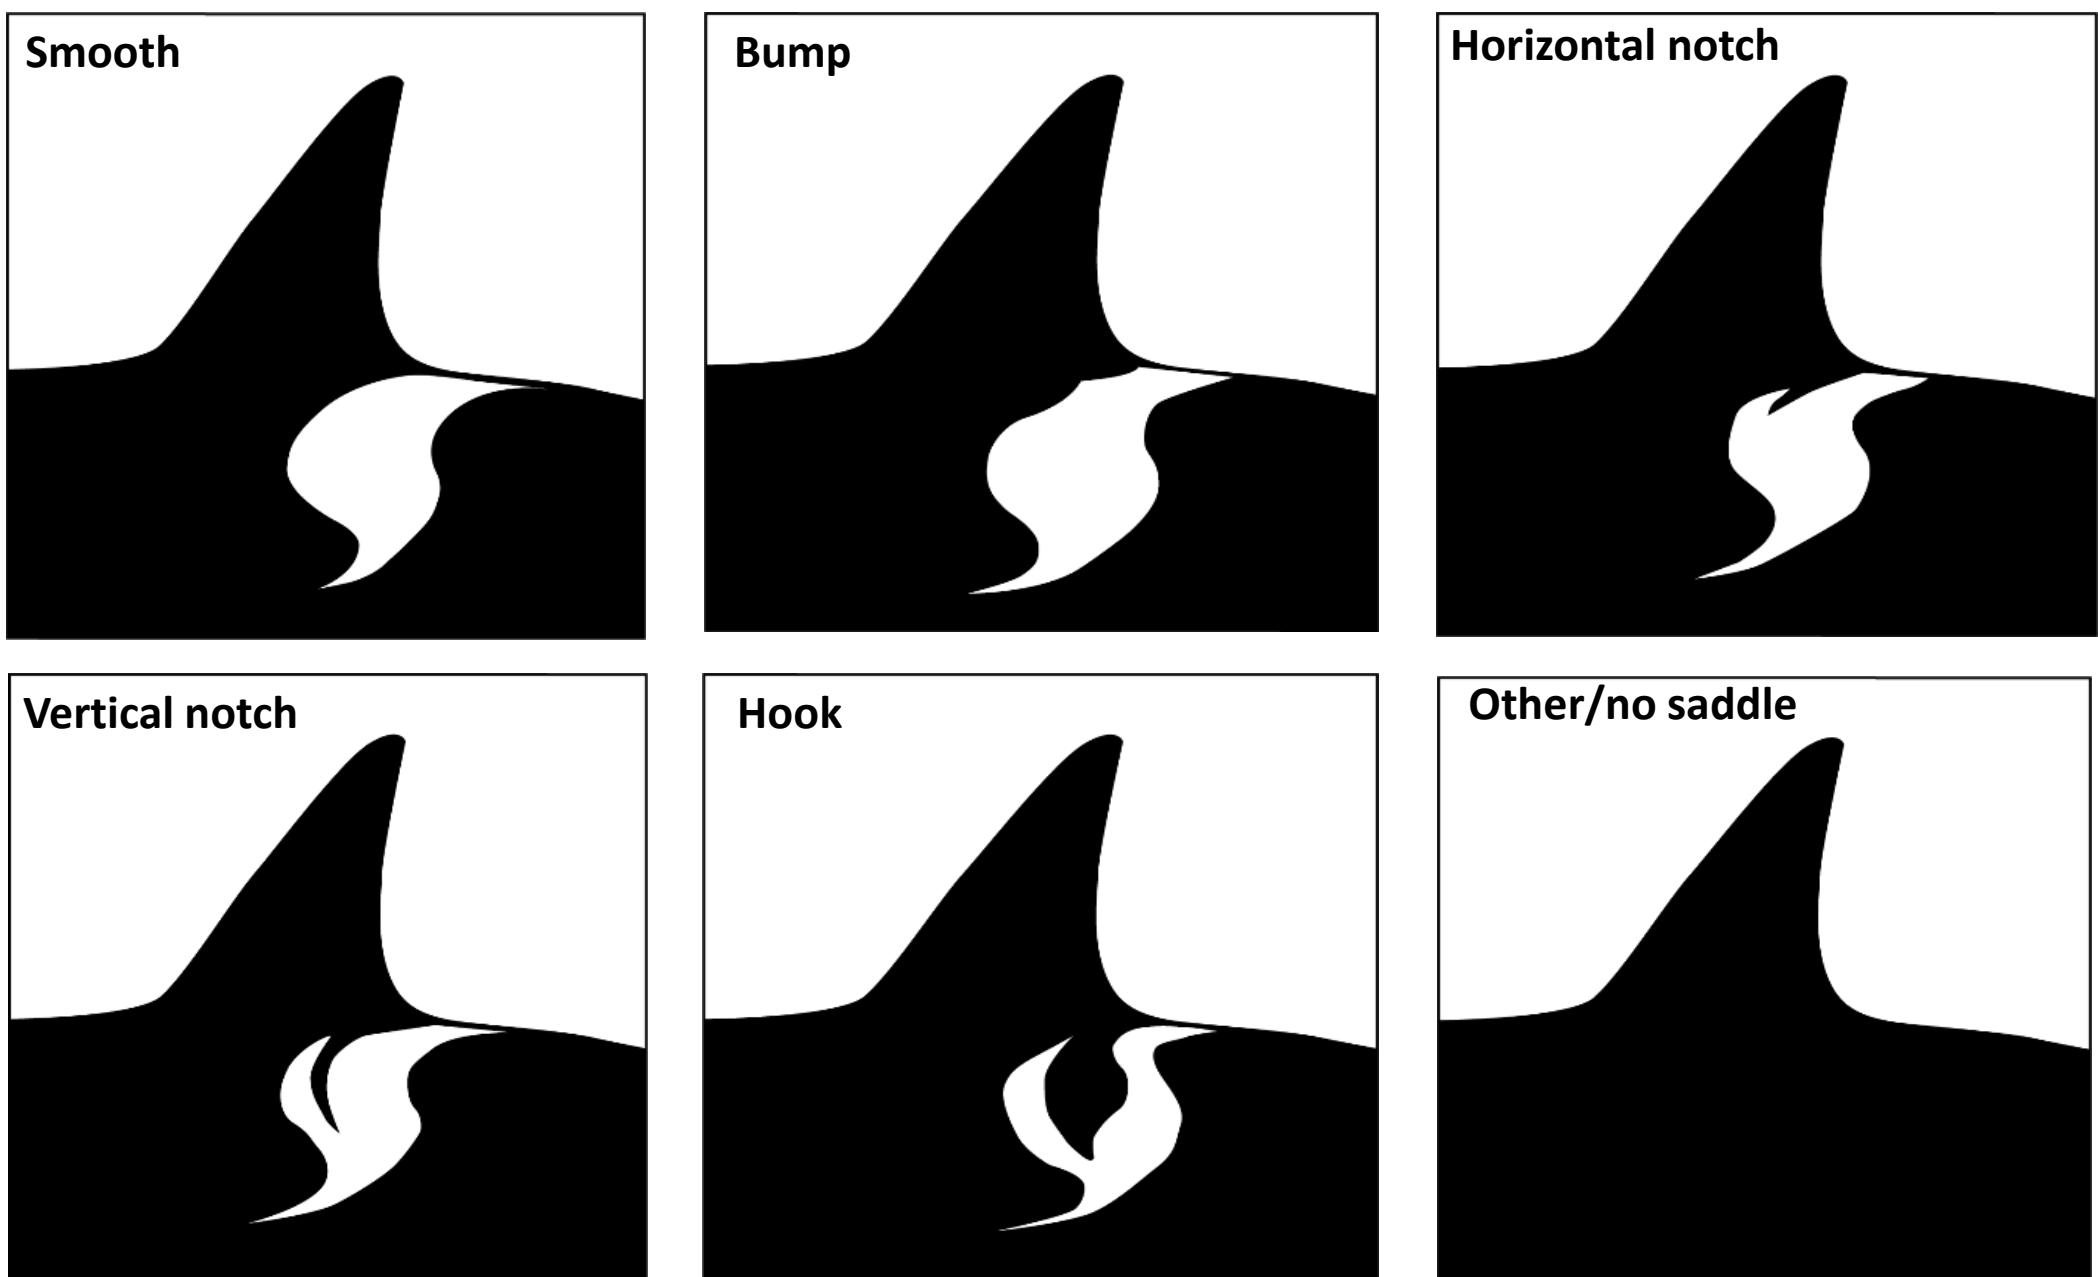 Smooth
Bump
Horizontal notch
Vertical notch
Hook
Other/no saddle